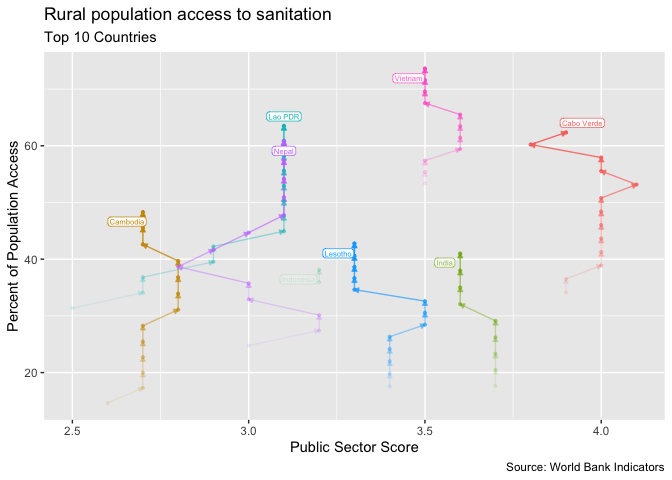 Rural population access to sanitation
Top 10 Countries
Vietnam
Cabo Verde
Lao PDR
Nepal
Cambodia
Lesotho
India
60
40
20
Percent of Population Access
2.5 3.0 3.5 4.0
Public Sector Score
Source: World Bank Indicators